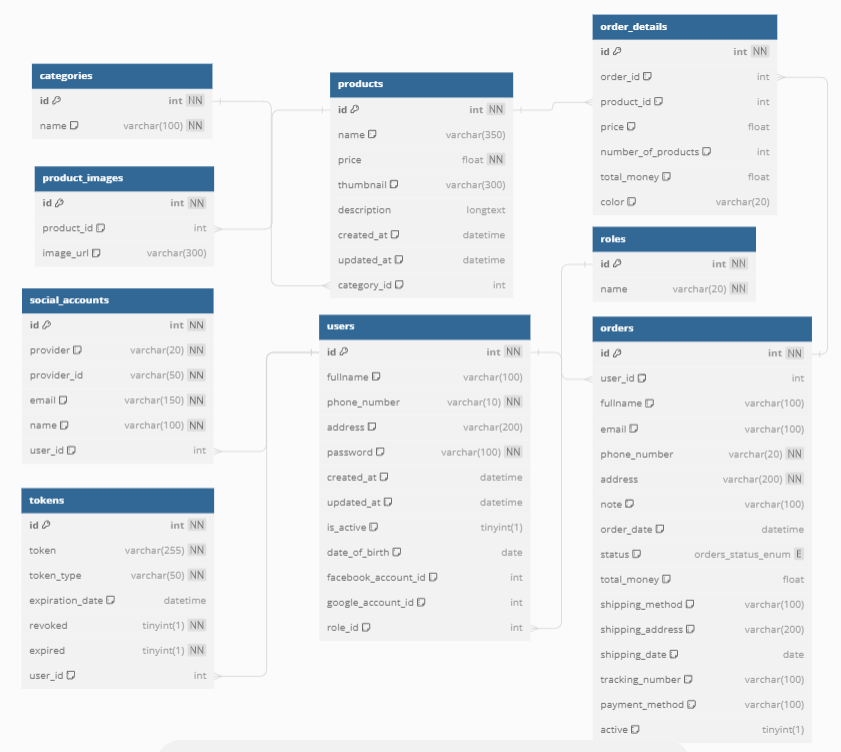 categories
id int NN
name varchar(100) NN
product_images
id int NN
product_id int
image_url varchar(300)
social_accounts
id int NN
provider varchar(20) NN
provider_id varchar(50) NN
email varchar(150) NN
name varchar(100) NN
user_id int
tokens
id int NN
token varchar(255) NN
token_type varchar(50) NN
expiration_date datetime
revoked tinyint(1) NN
expired tinyint(1) NN
user_id int
products
id int NN
name varchar(350)
price float NN
thumbnail varchar(300)
description longtext
created_at datetime
updated_at datetime
category_id int
users
id int NN
fullname varchar(100)
phone_number varchar(10) NN
address varchar(200)
password varchar(100) NN
created_at datetime
updated_at datetime
is_active tinyint(1)
date_of_birth date
facebook_account_id int
google_account_id int
role_id int
order_details
id int NN
order_id int
product_id int
price float
number_of_products int
total_money float
color varchar(20)
roles
id int NN
name varchar(20) NN
orders
id int NN
user_id int
fullname varchar(100)
email varchar(100)
phone_number varchar(20) NN
address varchar(200) NN
note varchar(100)
order_date datetime
status orders_status_enum E
total_money float
shipping_method varchar(100)
shipping_address varchar(200)
shipping_date date
tracking_number varchar(100)
payment_method varchar(100)
active tinyint(1)